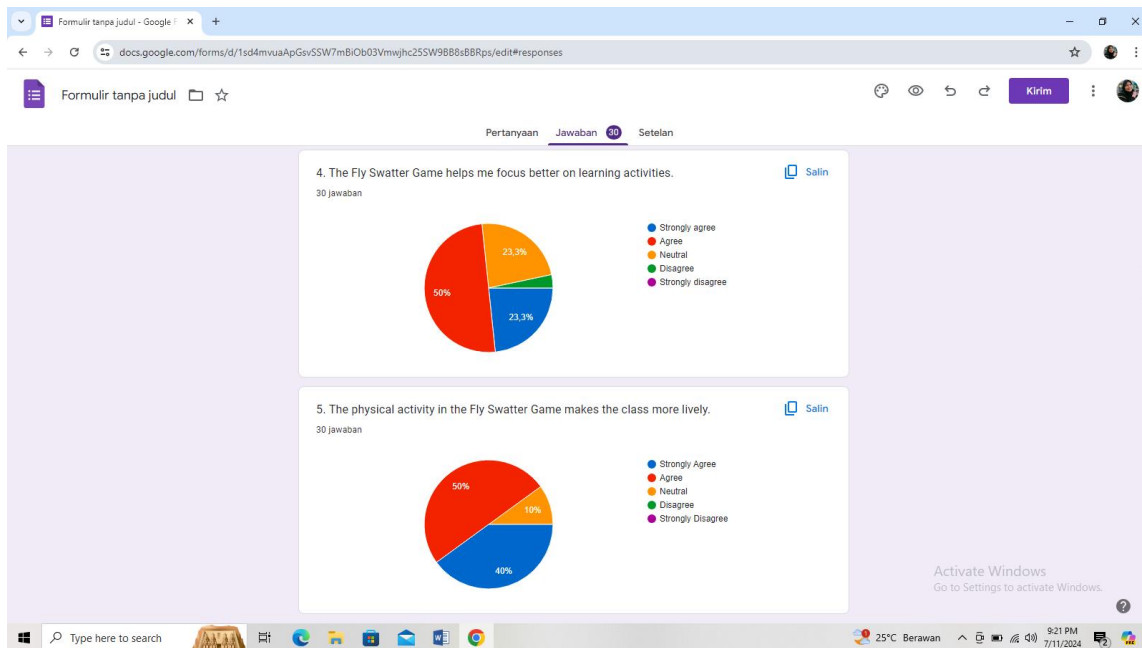 Formulir tanpa judul - Google F
docs.google.com/forms/d/1sd4mvuaApGsvSSW7mBiOb03Vmwjhc25SW9BB8sBBRps/edit#responses
Formulir tanpa judul
Kirim
Pertanyaan Jawaban 30 Setelan
4. The Fly Swatter Game helps me focus better on learning activities.
Salin
30 jawaban
Strongly agree
Agree
Neutral
Disagree
Strongly disagree
23,3%
50%
23,3%
5. The physical activity in the Fly Swatter Game makes the class more lively.
Salin
30 jawaban
Strongly Agree
Agree
Neutral
Disagree
Strongly Disagree
50%
10%
40%
Activate Windows
Go to Settings to activate Windows.
Type here to search
25°C Berawan
9:21 PM
7/11/2024